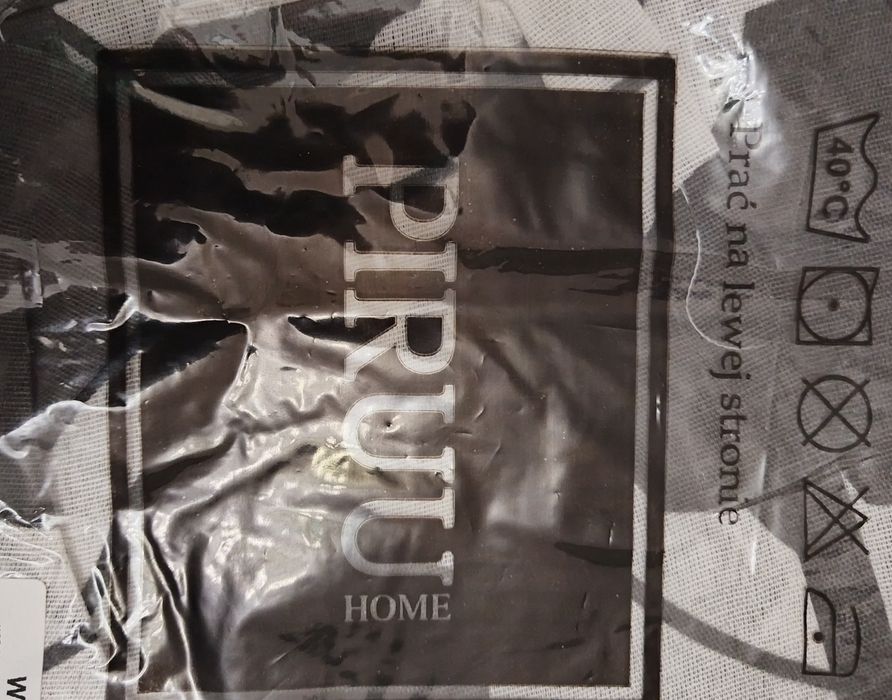 40°C
Prać na lewej stronie
PIRUU
HOME
W